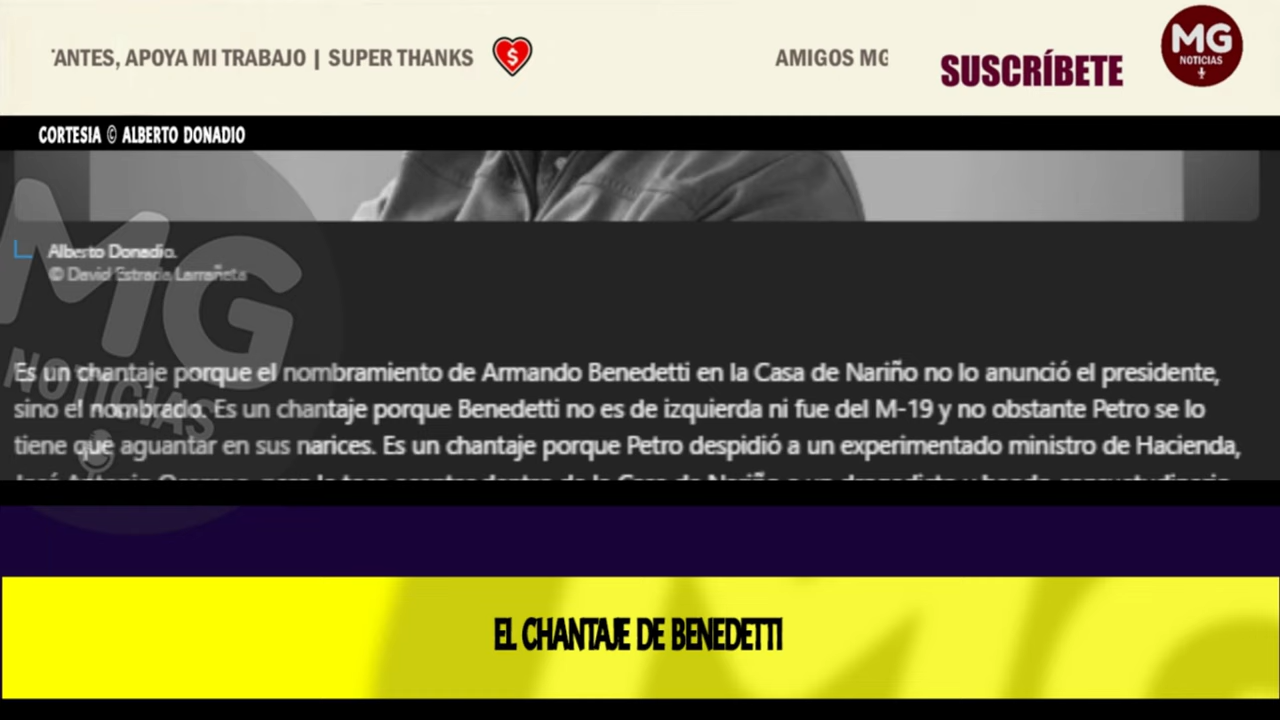 'ANTES, APOYA MI TRABAJO | SUPER THANKS
$
AMIGOS MG
SUSCRÍBETE
MG
NOTICIAS
CORTESIA © ALBERTO DONADIO
MG
NOTICIAS
Alberto Donadio.
© David Estrada Larrañeta
Es un chantaje porque el nombramiento de Armando Benedetti en la Casa de Nariño no lo anunció el presidente,
sino el nombrado. Es un chantaje porque Benedetti no es de izquierda ni fue del M-19 y no obstante Petro se lo
tiene que aguantar en sus narices. Es un chantaje porque Petro despidió a un experimentado ministro de Hacienda,
EL CHANTAJE DE BENEDETTI